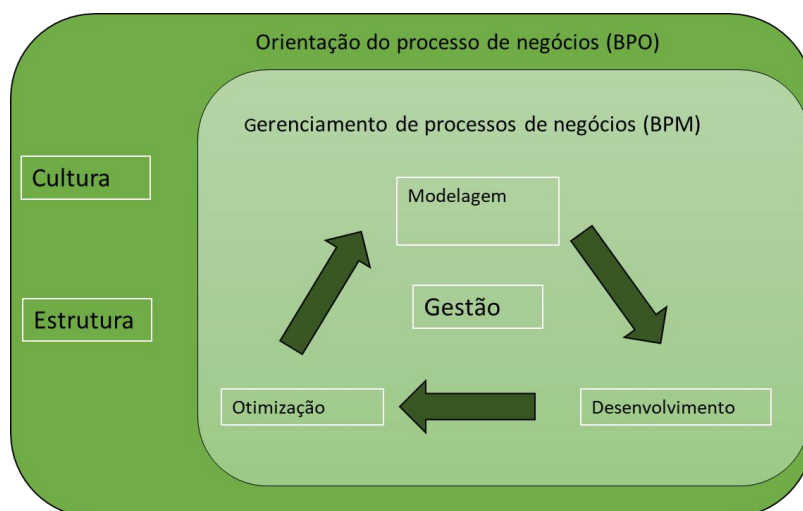 Orientação do processo de negócios (BPO)
Gerenciamento de processos de negócios (BPM)
Cultura
Modelagem
Estrutura
Gestão
Otimização
Desenvolvimento